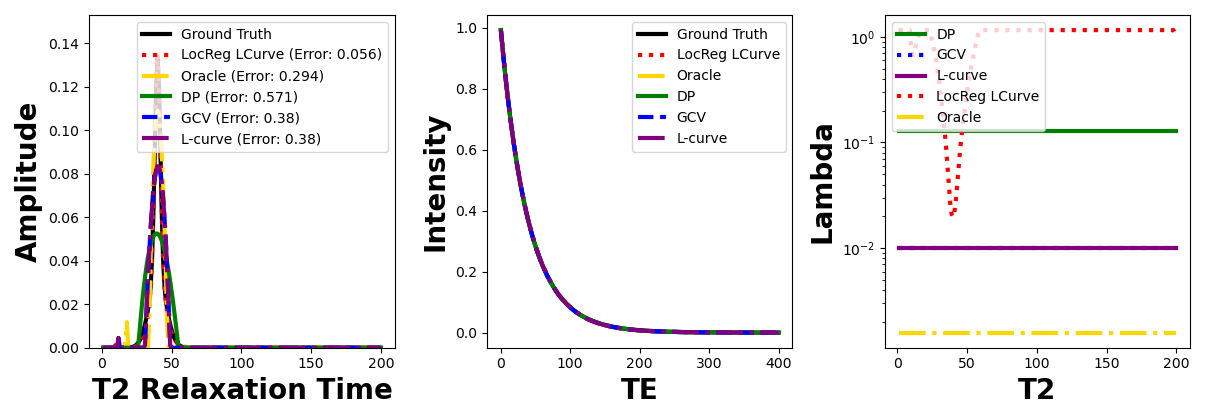 0.14
0.12
0.10
0.08
0.06
0.04
0.02
0.00
0
50
100
150
200
Amplitude
T2 Relaxation Time
Ground Truth
LocReg LCurve (Error: 0.056)
Oracle (Error: 0.294)
DP (Error: 0.571)
GCV (Error: 0.38)
L-curve (Error: 0.38)
1.0
0.8
0.6
0.4
0.2
0.0
0
100
200
300
400
Intensity
TE
Ground Truth
LocReg LCurve
Oracle
DP
GCV
L-curve
10⁰
10⁻¹
10⁻²
0
50
100
150
200
Lambda
T2
DP
GCV
L-curve
LocReg LCurve
Oracle